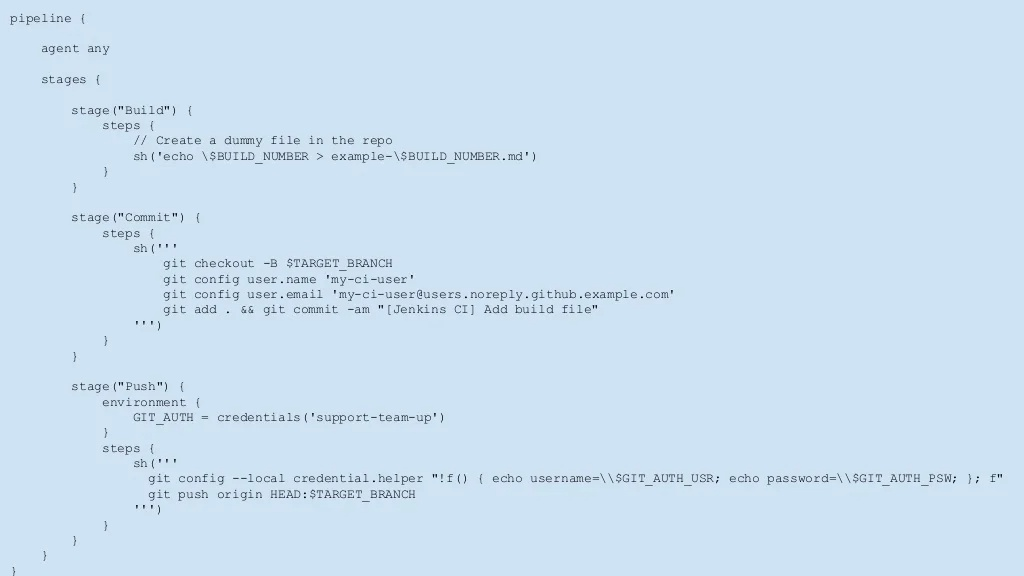 pipeline {
agent any
stages {
stage("Build") {
steps {
// Create a dummy file in the repo
sh('echo \$BUILD_NUMBER > example-\$BUILD_NUMBER.md')
}
}
stage("Commit") {
steps {
sh('''
git checkout -B $TARGET_BRANCH
git config user.name 'my-ci-user'
git config user.email 'my-ci-user@users.noreply.github.example.com'
git add . && git commit -am "[Jenkins CI] Add build file"
''')
}
}
stage("Push") {
environment {
GIT_AUTH = credentials('support-team-up')
}
steps {
sh('''
git config --local credential.helper "!f() { echo username=\\$GIT_AUTH_USR; echo password=\\$GIT_AUTH_PSW; }; f"
git push origin HEAD:$TARGET_BRANCH
''')
}
}
}
}